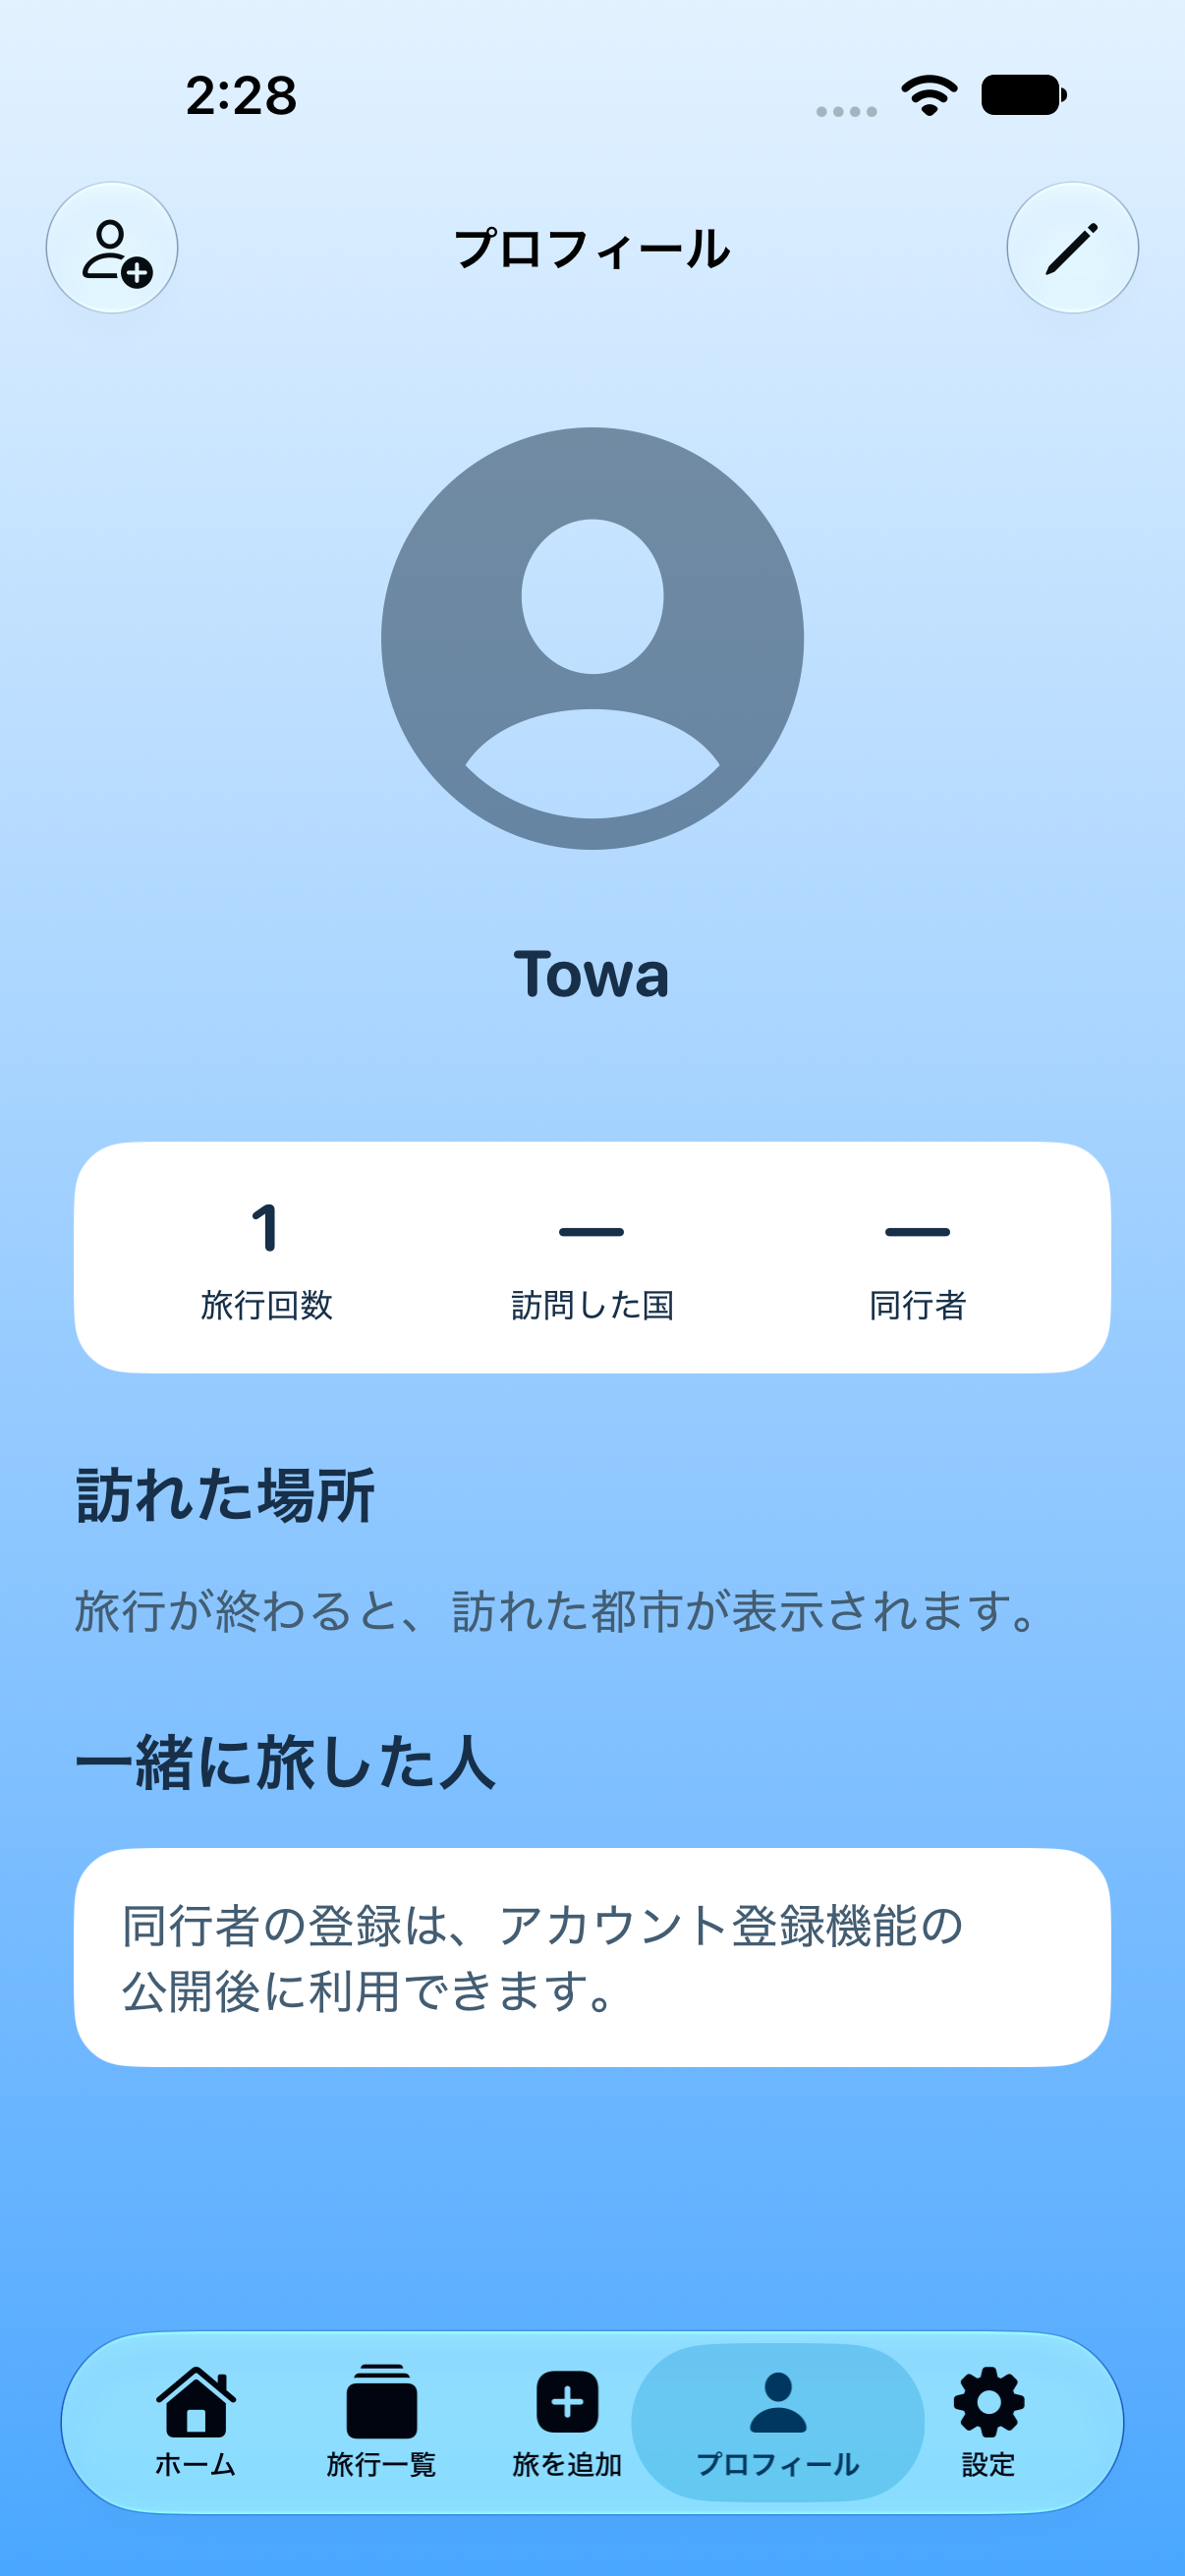 2:28
プロフィール
Towa
1
旅行回数
—
訪問した国
—
同行者
訪れた場所
旅行が終わると、訪れた都市が表示されます。
一緒に旅した人
同行者の登録は、アカウント登録機能の
公開後に利用できます。
ホーム
旅行一覧
旅を追加
プロフィール
設定